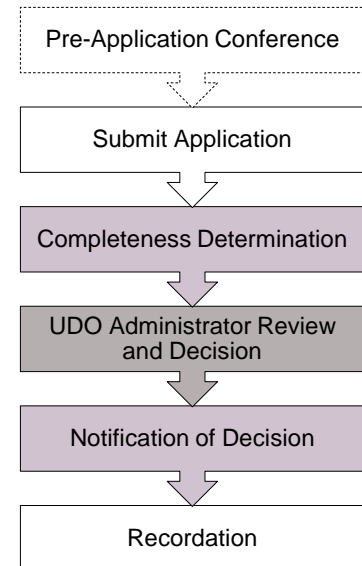 Pre-Application Conference
Submit Application
Completeness Determination
UDO Administrator Review
and Decision
Notification of Decision
Recordation